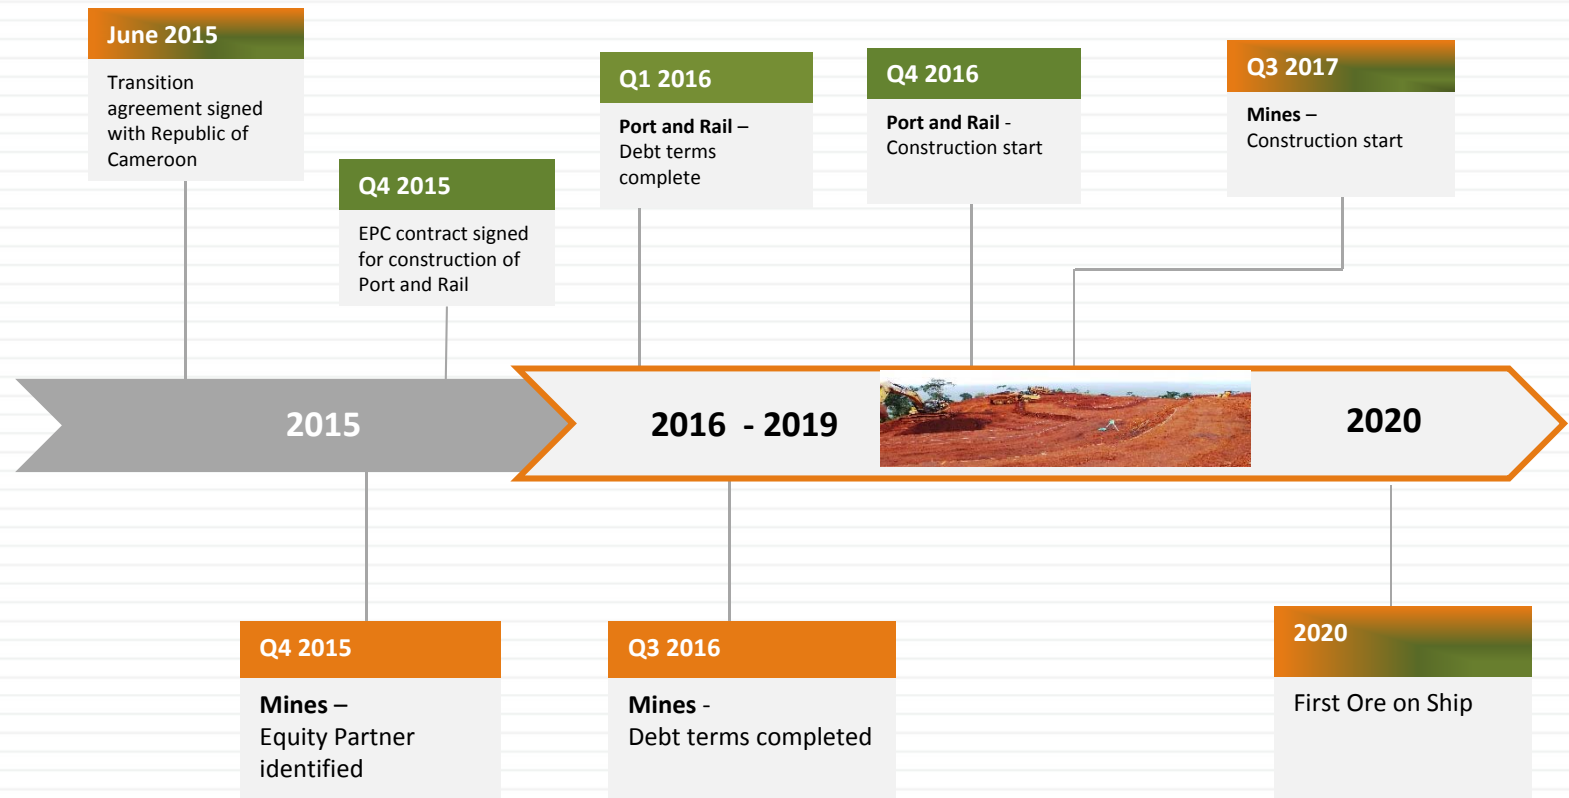 June 2015
Transition
agreement signed
with Republic of
Cameroon
Q4 2015
EPC contract signed
for construction of
Port and Rail
Q1 2016
Port and Rail –
Debt terms
complete
Q4 2016
Port and Rail -
Construction start
Q3 2017
Mines –
Construction start
2015
2016 - 2019
2020
Q4 2015
Mines –
Equity Partner
identified
Q3 2016
Mines -
Debt terms completed
2020
First Ore on Ship